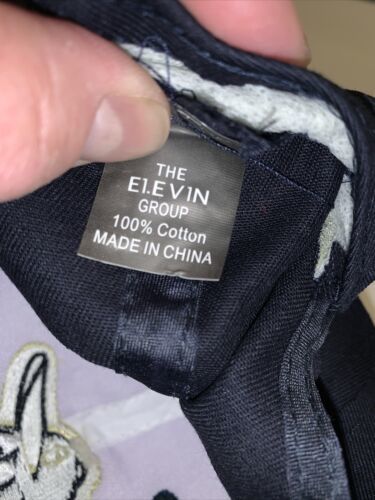 THE
E1.EV1N
GROUP
100% Cotton
MADE IN CHINA